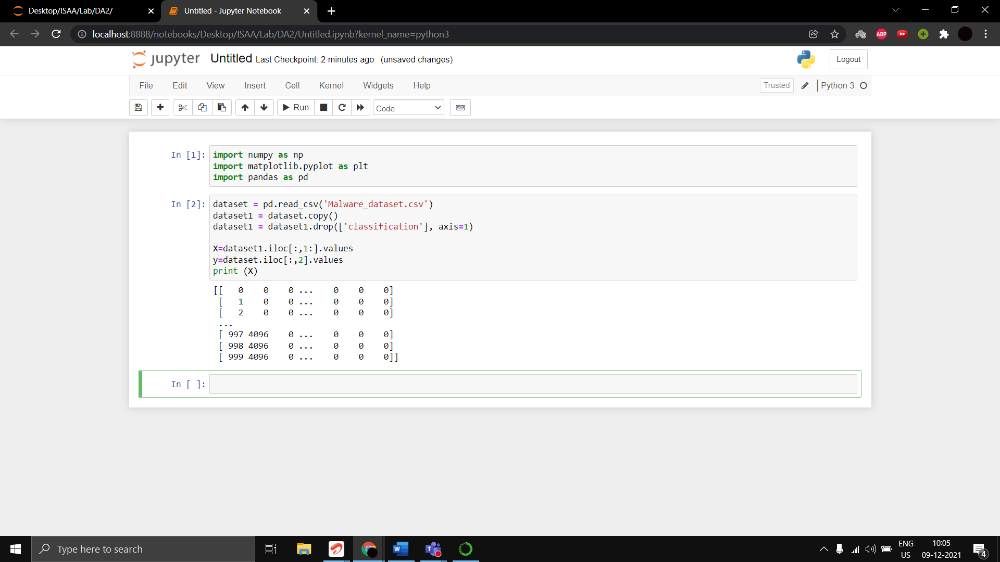 Desktop/ISAA/Lab/DA2/
Untitled - Jupyter Notebook
localhost:8888/notebooks/Desktop/ISAA/Lab/DA2/Untitled.ipynb?kernel_name=python3
ABP
jupyter Untitled Last Checkpoint: 2 minutes ago (unsaved changes)
Logout
File Edit View Insert Cell Kernel Widgets Help
Trusted
Python 3
Run
Code
In [1]:
import numpy as np
import matplotlib.pyplot as plt
import pandas as pd
In [2]:
dataset = pd.read_csv('Malware_dataset.csv')
dataset1 = dataset.copy()
dataset1 = dataset1.drop(['classification'], axis=1)
X=dataset1.iloc[:,1:].values
y=dataset.iloc[:,2].values
print (X)
[[   0    0    0 ...    0    0    0]
 [   1    0    0 ...    0    0    0]
 [   2    0    0 ...    0    0    0]
 ...
 [ 997 4096    0 ...    0    0    0]
 [ 998 4096    0 ...    0    0    0]
 [ 999 4096    0 ...    0    0    0]]
In [ ]:
Type here to search
W
T
ENG
US
10:05
09-12-2021
4